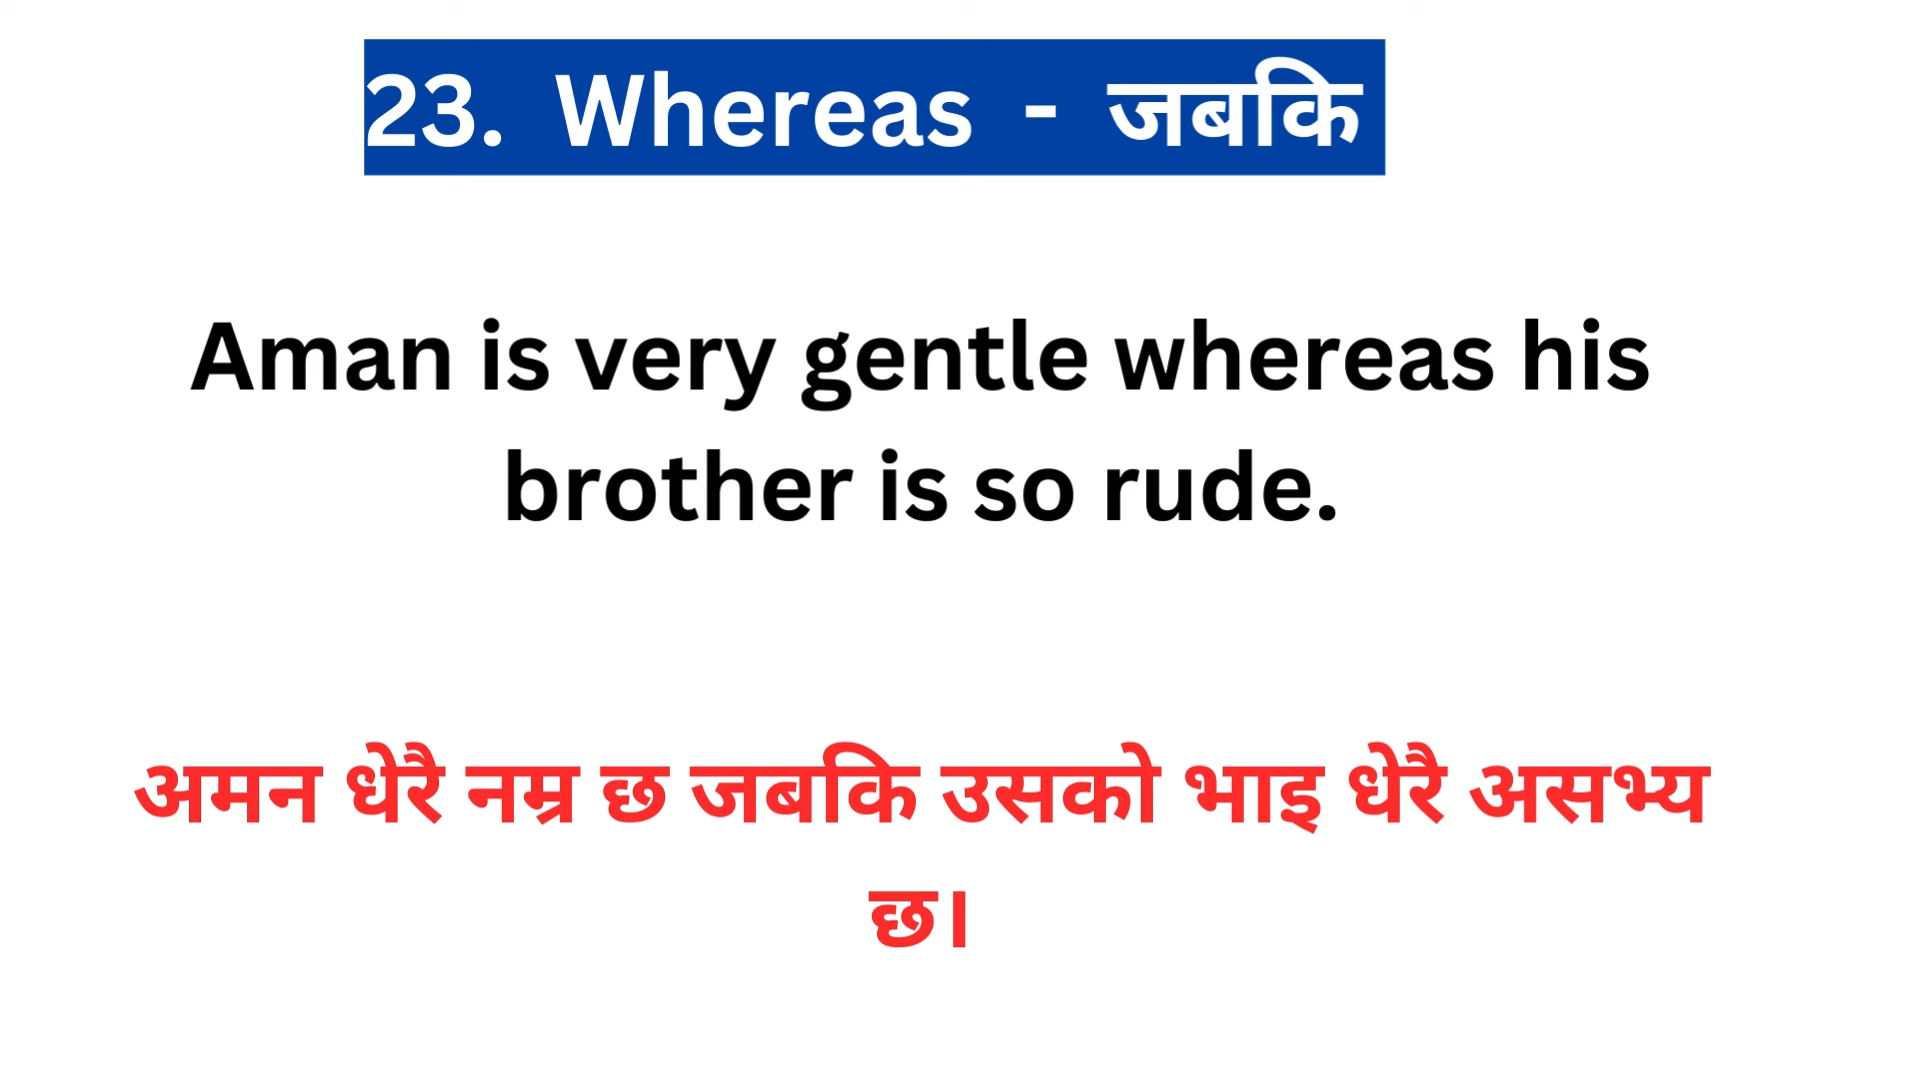 23. Whereas - जबकि
Aman is very gentle whereas his
brother is so rude.
अमन धेरै नम्र छ जबकि उसको भाइ धेरै असभ्य
छ।